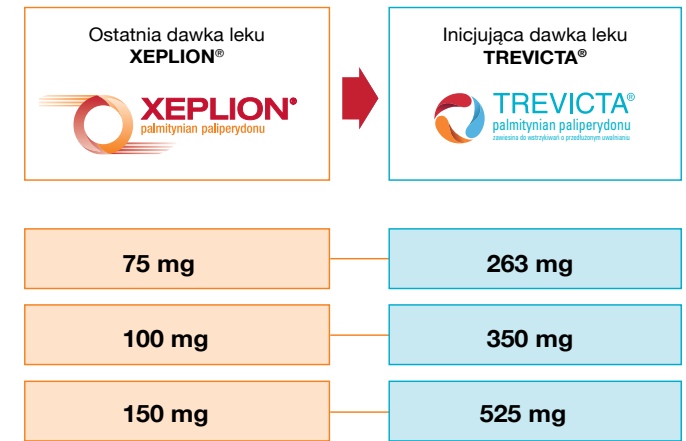 Ostatnia dawka leku
XEPLION®
XEPLION®
palmitynian paliperydonu
Inicjująca dawka leku
TREVICTA®
TREVICTA®
palmitynian paliperydonu
zawiesina do wstrzykiwań o przedłużonym uwalnianiu
75 mg
263 mg
100 mg
350 mg
150 mg
525 mg